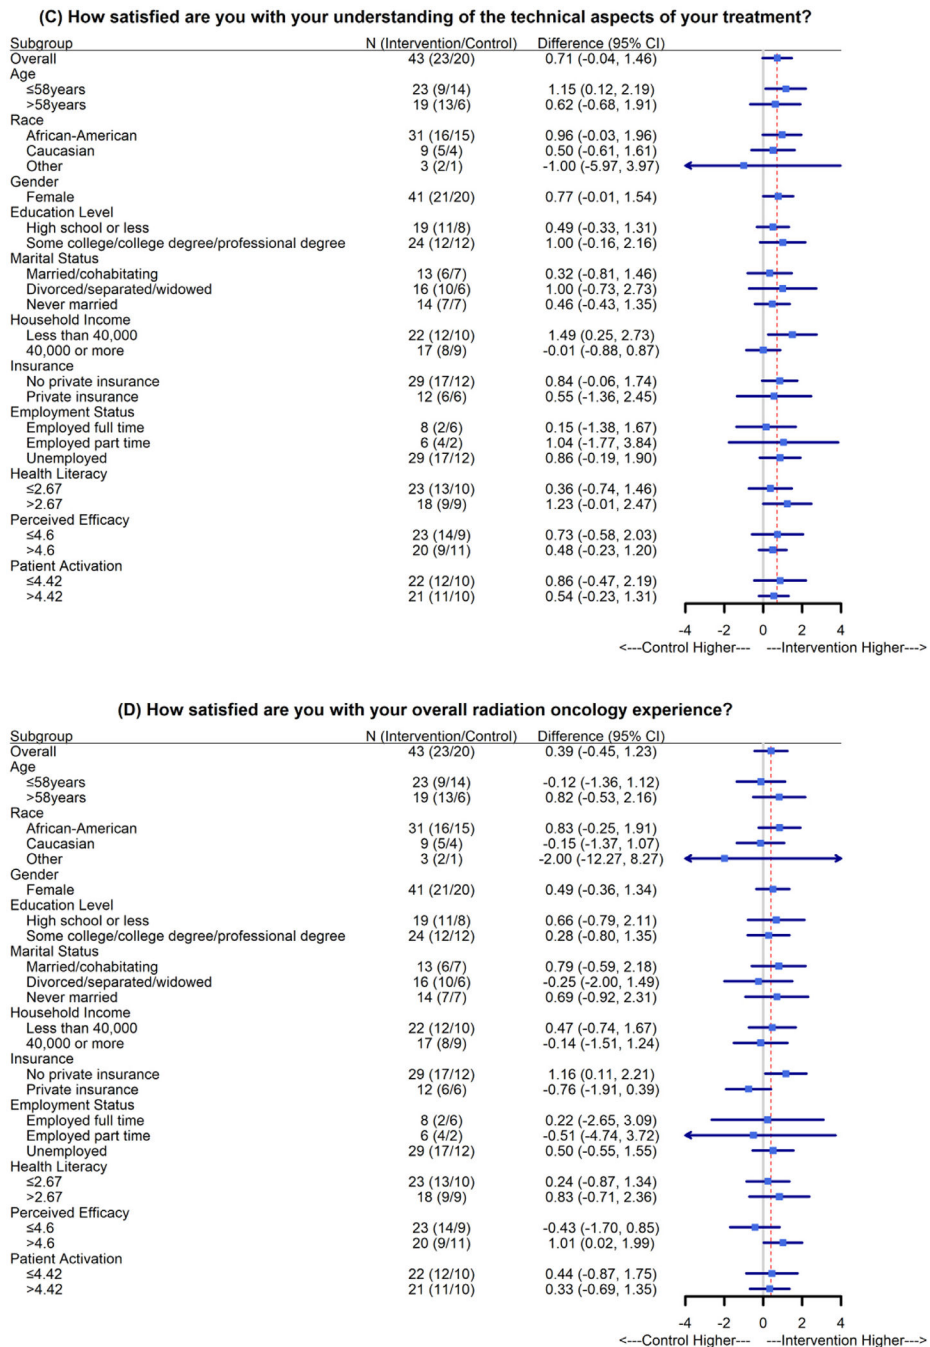 (C) How satisfied are you with your understanding of the technical aspects of your treatment?
Subgroup N (Intervention/Control) Difference (95% CI)
Overall 43 (23/20) 0.71 (-0.04, 1.46)
Age
≤58years 23 (9/14) 1.15 (0.12, 2.19)
>58years 19 (13/6) 0.62 (-0.68, 1.91)
Race
African-American 31 (16/15) 0.96 (-0.03, 1.96)
Caucasian 9 (5/4) 0.50 (-0.61, 1.61)
Other 3 (2/1) -1.00 (-5.97, 3.97)
Gender
Female 41 (21/20) 0.77 (-0.01, 1.54)
Education Level
High school or less 19 (11/8) 0.49 (-0.33, 1.31)
Some college/college degree/professional degree 24 (12/12) 1.00 (-0.16, 2.16)
Marital Status
Married/cohabitating 13 (6/7) 0.32 (-0.81, 1.46)
Divorced/separated/widowed 16 (10/6) 1.00 (-0.73, 2.73)
Never married 14 (7/7) 0.46 (-0.43, 1.35)
Household Income
Less than 40,000 22 (12/10) 1.49 (0.25, 2.73)
40,000 or more 17 (8/9) -0.01 (-0.88, 0.87)
Insurance
No private insurance 29 (17/12) 0.84 (-0.06, 1.74)
Private insurance 12 (6/6) 0.55 (-1.36, 2.45)
Employment Status
Employed full time 8 (2/6) 0.15 (-1.38, 1.67)
Employed part time 6 (4/2) 1.04 (-1.77, 3.84)
Unemployed 29 (17/12) 0.86 (-0.19, 1.90)
Health Literacy
≤2.67 23 (13/10) 0.36 (-0.74, 1.46)
>2.67 18 (9/9) 1.23 (-0.01, 2.47)
Perceived Efficacy
≤4.6 23 (14/9) 0.73 (-0.58, 2.03)
>4.6 20 (9/11) 0.48 (-0.23, 1.20)
Patient Activation
≤4.42 22 (12/10) 0.86 (-0.47, 2.19)
>4.42 21 (11/10) 0.54 (-0.23, 1.31)
-4 -2 0 2 4
<---Control Higher--- ---Intervention Higher--->
(D) How satisfied are you with your overall radiation oncology experience?
Subgroup N (Intervention/Control) Difference (95% CI)
Overall 43 (23/20) 0.39 (-0.45, 1.23)
Age
≤58years 23 (9/14) -0.12 (-1.36, 1.12)
>58years 19 (13/6) 0.82 (-0.53, 2.16)
Race
African-American 31 (16/15) 0.83 (-0.25, 1.91)
Caucasian 9 (5/4) -0.15 (-1.37, 1.07)
Other 3 (2/1) -2.00 (-12.27, 8.27)
Gender
Female 41 (21/20) 0.49 (-0.36, 1.34)
Education Level
High school or less 19 (11/8) 0.66 (-0.79, 2.11)
Some college/college degree/professional degree 24 (12/12) 0.28 (-0.80, 1.35)
Marital Status
Married/cohabitating 13 (6/7) 0.79 (-0.59, 2.18)
Divorced/separated/widowed 16 (10/6) -0.25 (-2.00, 1.49)
Never married 14 (7/7) 0.69 (-0.92, 2.31)
Household Income
Less than 40,000 22 (12/10) 0.47 (-0.74, 1.67)
40,000 or more 17 (8/9) -0.14 (-1.51, 1.24)
Insurance
No private insurance 29 (17/12) 1.16 (0.11, 2.21)
Private insurance 12 (6/6) -0.76 (-1.91, 0.39)
Employment Status
Employed full time 8 (2/6) 0.22 (-2.65, 3.09)
Employed part time 6 (4/2) -0.51 (-4.74, 3.72)
Unemployed 29 (17/12) 0.50 (-0.55, 1.55)
Health Literacy
≤2.67 23 (13/10) 0.24 (-0.87, 1.34)
>2.67 18 (9/9) 0.83 (-0.71, 2.36)
Perceived Efficacy
≤4.6 23 (14/9) -0.43 (-1.70, 0.85)
>4.6 20 (9/11) 1.01 (0.02, 1.99)
Patient Activation
≤4.42 22 (12/10) 0.44 (-0.87, 1.75)
>4.42 21 (11/10) 0.33 (-0.69, 1.35)
-4 -2 0 2 4
<---Control Higher--- ---Intervention Higher--->